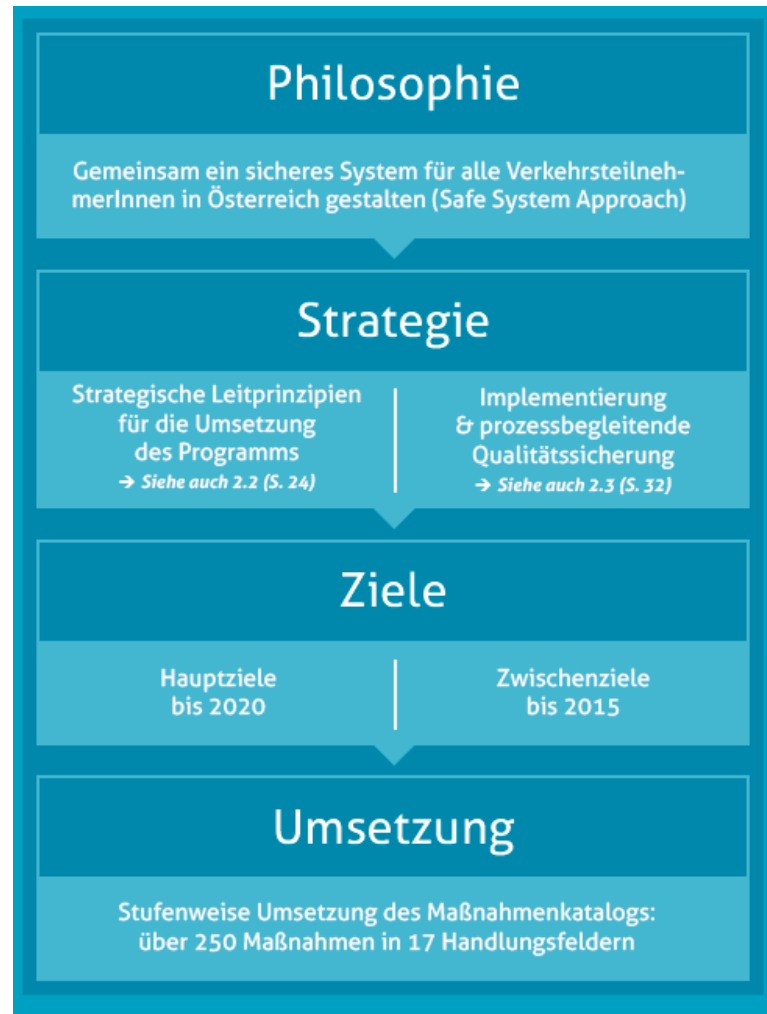 Philosophie
Gemeinsam ein sicheres System für alle Verkehrsteilneh-
merInnen in Österreich gestalten (Safe System Approach)
Strategie
Strategische Leitprinzipien
für die Umsetzung
des Programms
→ Siehe auch 2.2 (S. 24)
Implementierung
& prozessbegleitende
Qualitätssicherung
→ Siehe auch 2.3 (S. 32)
Ziele
Hauptziele
bis 2020
Zwischenziele
bis 2015
Umsetzung
Stufenweise Umsetzung des Maßnahmenkatalogs:
über 250 Maßnahmen in 17 Handlungsfeldern